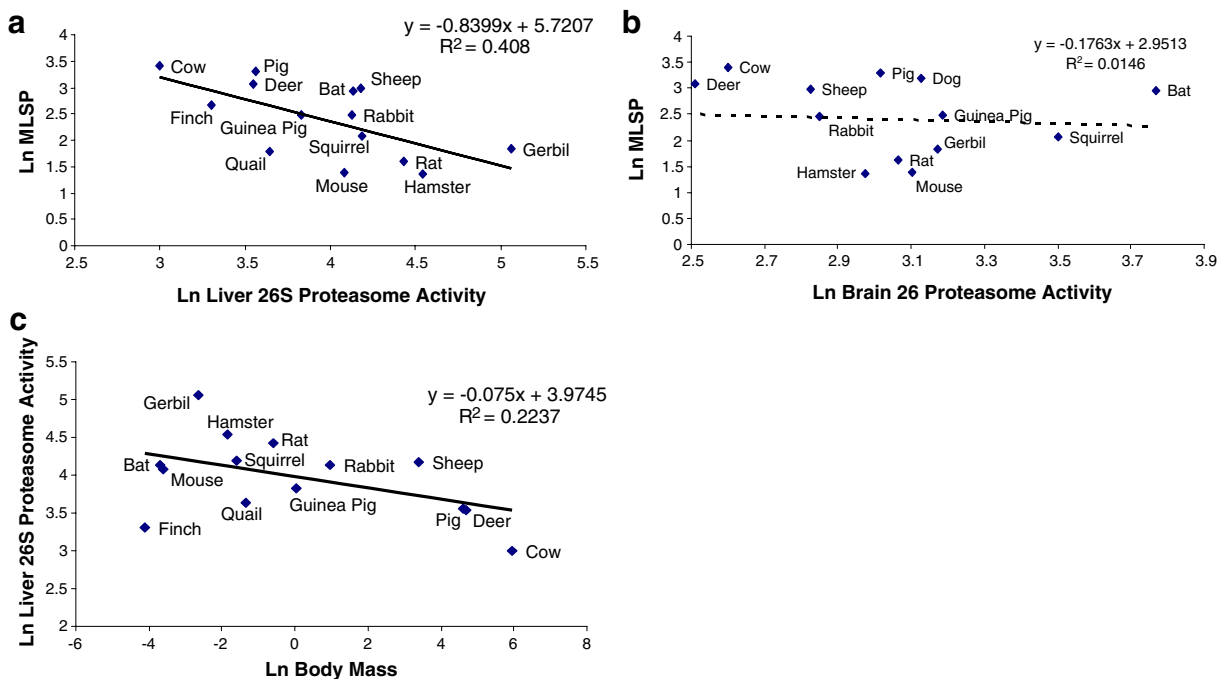 a
y = -0.8399x + 5.7207
R² = 0.408
Ln MLSP
4
3.5
3
2.5
2
1.5
1
0.5
0
Cow
Pig
Deer
Bat
Sheep
Finch
Guinea Pig
Rabbit
Squirrel
Quail
Mouse
Rat
Hamster
Gerbil
2.5 3 3.5 4 4.5 5 5.5
Ln Liver 26S Proteasome Activity
b
y = -0.1763x + 2.9513
R² = 0.0146
Ln MLSP
4
3.5
3
2.5
2
1.5
1
0.5
0
Deer
Cow
Sheep
Pig
Dog
Bat
Rabbit
Guinea Pig
Squirrel
Gerbil
Hamster
Rat
Mouse
2.5 2.7 2.9 3.1 3.3 3.5 3.7 3.9
Ln Brain 26 Proteasome Activity
c
y = -0.075x + 3.9745
R² = 0.2237
Ln Liver 26S Proteasome Activity
5.5
5
4.5
4
3.5
3
2.5
2
Gerbil
Hamster
Rat
Bat
Squirrel
Mouse
Rabbit
Sheep
Quail
Guinea Pig
Finch
Pig
Deer
Cow
-6 -4 -2 0 2 4 6 8
Ln Body Mass